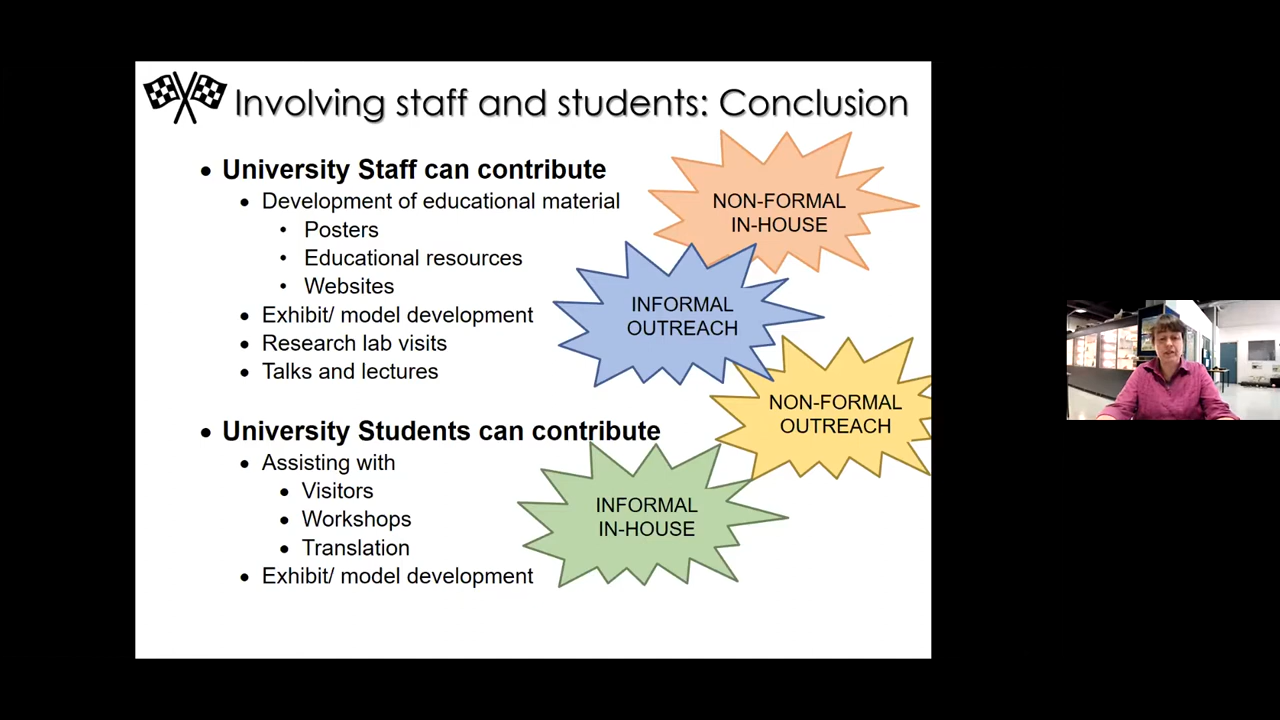 Involving staff and students: Conclusion
• University Staff can contribute
• Development of educational material
• Posters
• Educational resources
• Websites
• Exhibit/ model development
• Research lab visits
• Talks and lectures
• University Students can contribute
• Assisting with
• Visitors
• Workshops
• Translation
• Exhibit/ model development
NON-FORMAL
IN-HOUSE
INFORMAL
OUTREACH
NON-FORMAL
OUTREACH
INFORMAL
IN-HOUSE